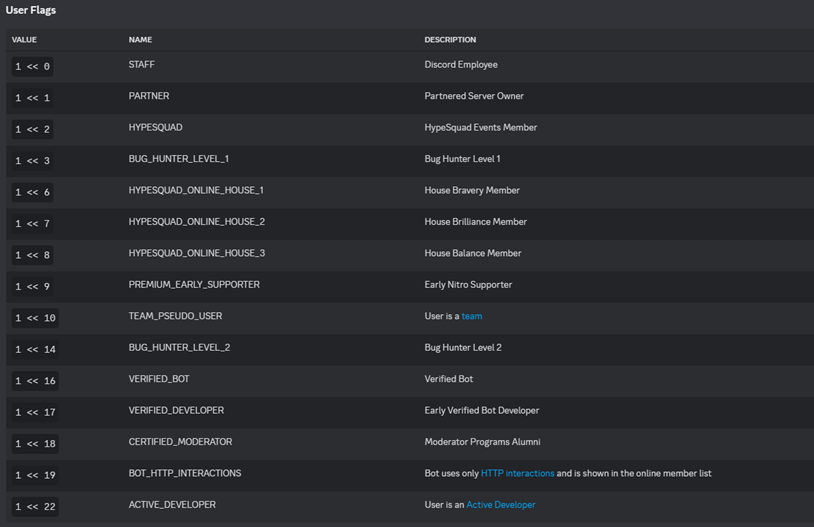 User Flags
VALUE NAME DESCRIPTION
1 << 0 STAFF Discord Employee
1 << 1 PARTNER Partnered Server Owner
1 << 2 HYPESQUAD HypeSquad Events Member
1 << 3 BUG_HUNTER_LEVEL_1 Bug Hunter Level 1
1 << 6 HYPESQUAD_ONLINE_HOUSE_1 House Bravery Member
1 << 7 HYPESQUAD_ONLINE_HOUSE_2 House Brilliance Member
1 << 8 HYPESQUAD_ONLINE_HOUSE_3 House Balance Member
1 << 9 PREMIUM_EARLY_SUPPORTER Early Nitro Supporter
1 << 10 TEAM_PSEUDO_USER User is a team
1 << 14 BUG_HUNTER_LEVEL_2 Bug Hunter Level 2
1 << 16 VERIFIED_BOT Verified Bot
1 << 17 VERIFIED_DEVELOPER Early Verified Bot Developer
1 << 18 CERTIFIED_MODERATOR Moderator Programs Alumni
1 << 19 BOT_HTTP_INTERACTIONS Bot uses only HTTP interactions and is shown in the online member list
1 << 22 ACTIVE_DEVELOPER User is an Active Developer